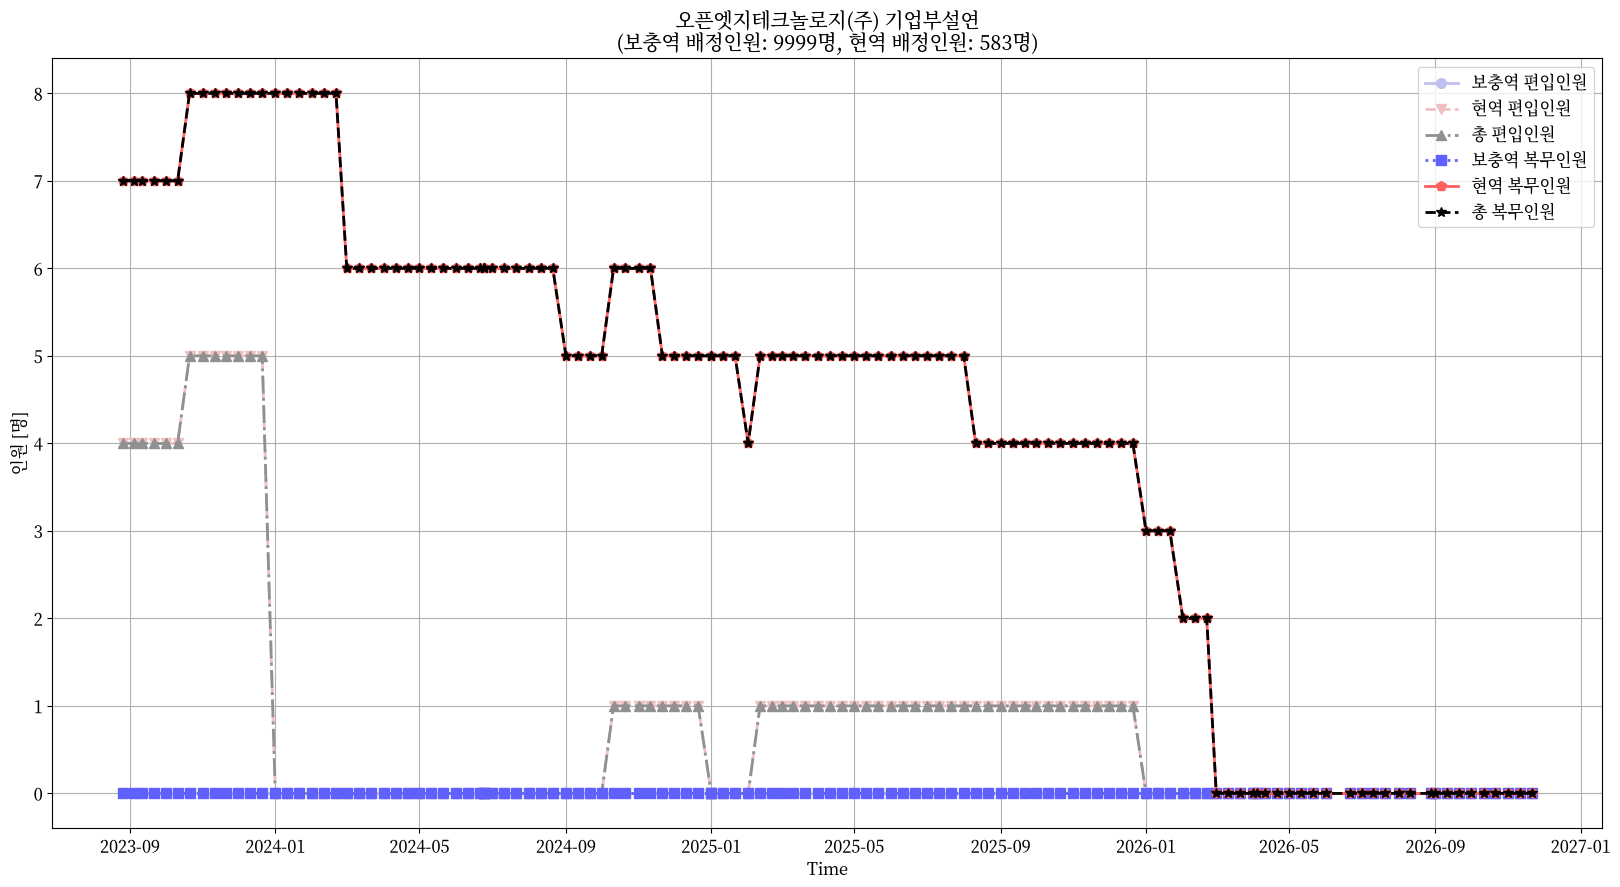 오픈엣지테크놀로지(주) 기업부설연
(보충역 배정인원: 9999명, 현역 배정인원: 583명)
보충역 편입인원
현역 편입인원
총 편입인원
보충역 복무인원
현역 복무인원
총 복무인원
인원 [명]
8
7
6
5
4
3
2
1
0
2023-09
2024-01
2024-05
2024-09
2025-01
2025-05
2025-09
2026-01
2026-05
2026-09
2027-01
Time